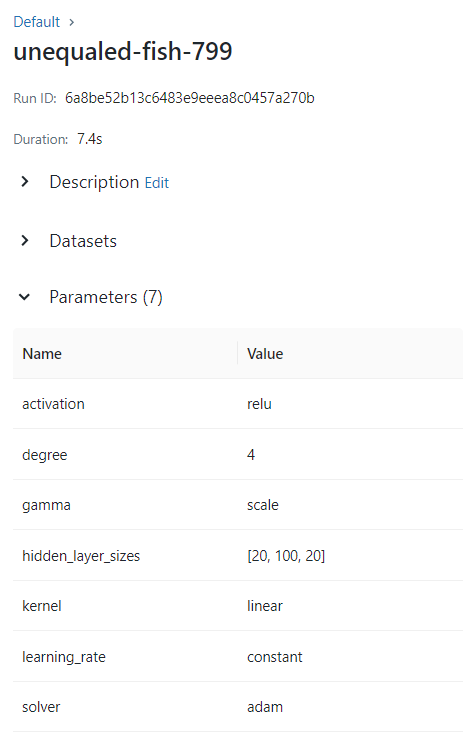 Default >
unequaled-fish-799
Run ID: 6a8be52b13c6483e9eeea8c0457a270b
Duration: 7.4s
Description Edit
Datasets
Parameters (7)
Name Value
activation relu
degree 4
gamma scale
hidden_layer_sizes [20, 100, 20]
kernel linear
learning_rate constant
solver adam